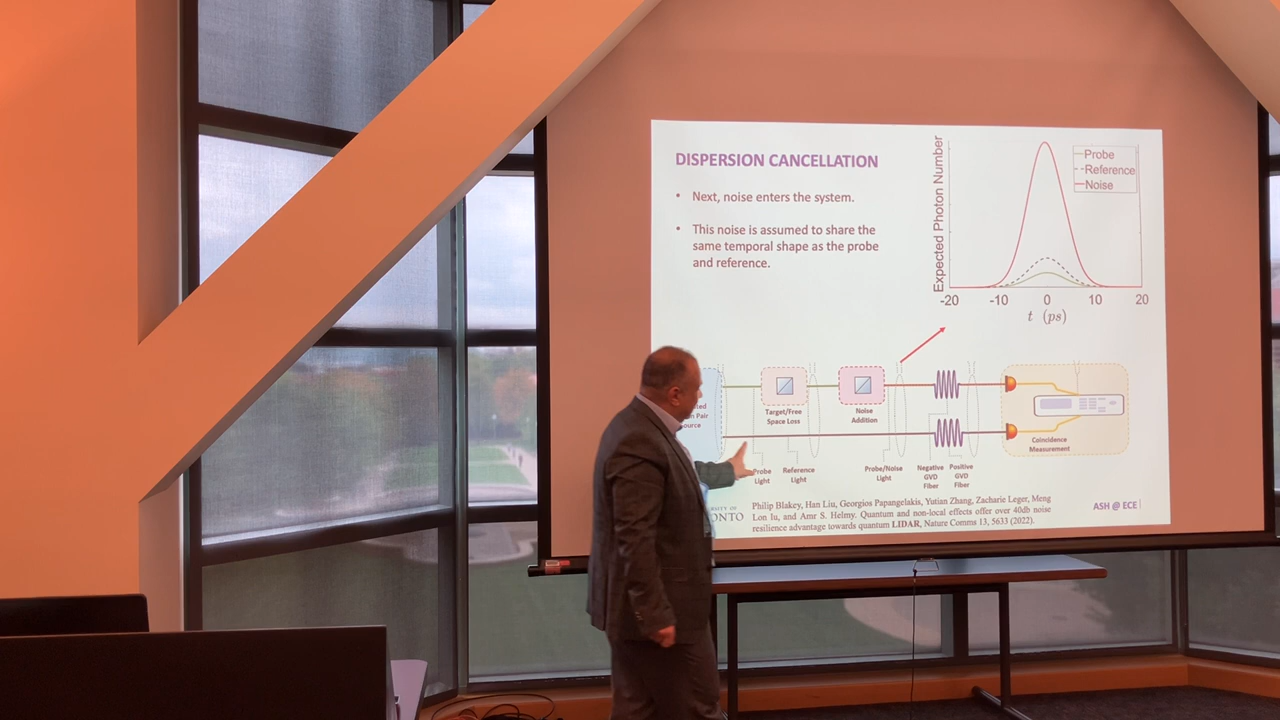 DISPERSION CANCELLATION
• Next, noise enters the system.
• This noise is assumed to share the
same temporal shape as the probe
and reference.
Expected Photon Number
Probe
Reference
Noise
-20 -10 0 10 20
t (ps)
Pair
Target/Free
Space Loss
Noise
Addition
Coincidence
Measurement
Probe
Light
Reference
Light
Probe/Noise
Light
Negative
GVD
Fiber
Positive
GVD
Fiber
Philip Blakey, Han Liu, Georgios Papangelakis, Yutian Zhang, Zacharie Leger, Meng
Lon Iu, and Amr S. Helmy. Quantum and non-local effects offer over 40db noise
resilience advantage towards quantum LIDAR, Nature Comms 13, 5633 (2022).
ASH @ ECE